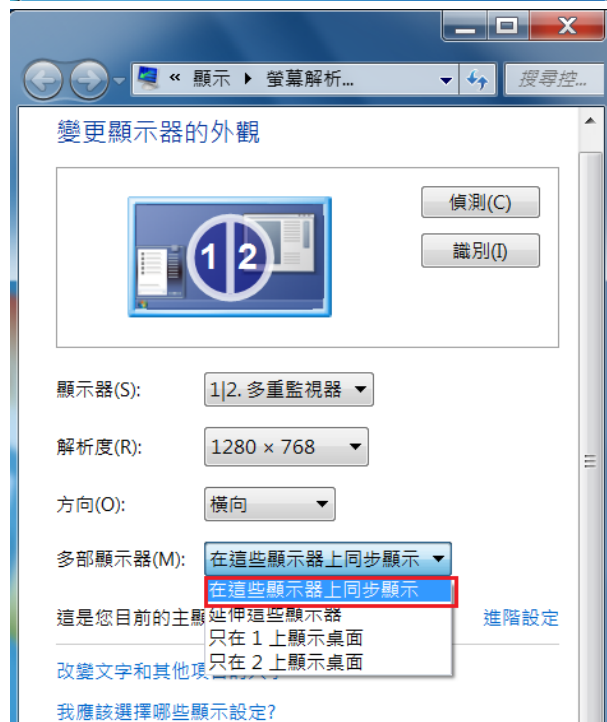 « 顯示 ▸ 螢幕解析...
搜尋控...
變更顯示器的外觀
1 2
偵測(C)
識別(I)
顯示器(S): 1|2. 多重監視器
解析度(R): 1280 × 768
方向(O): 橫向
多部顯示器(M): 在這些顯示器上同步顯示
在這些顯示器上同步顯示
延伸這些顯示器
只在 1 上顯示桌面
只在 2 上顯示桌面
這是您目前的主顯
進階設定
改變文字和其他項
我應該選擇哪些顯示設定?